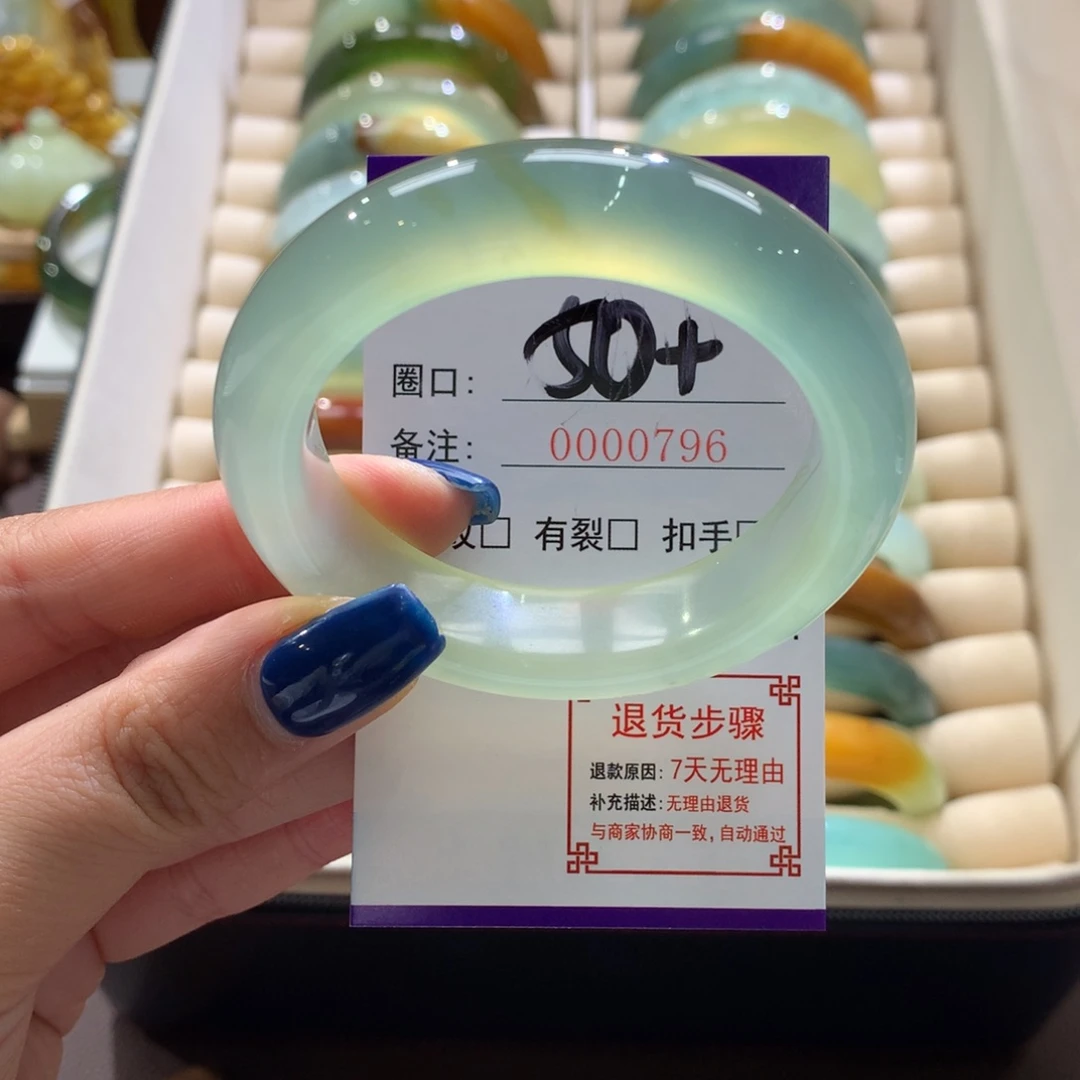 圈口: 50+
备注: 0000796
纹□ 有裂□ 扣手□
退货步骤
退款原因: 7天无理由
补充描述: 无理由退货
与商家协商一致, 自动通过